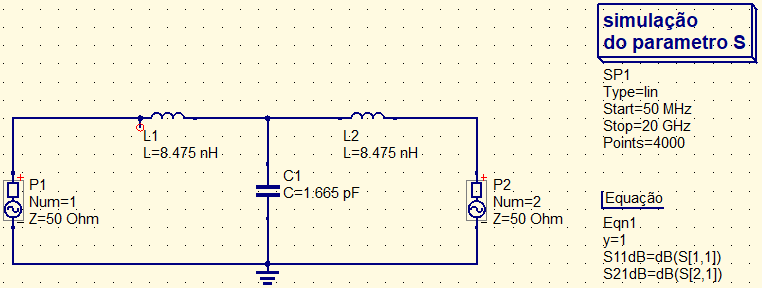 simulação
do parametro S
SP1
Type=lin
Start=50 MHz
Stop=20 GHz
Points=4000
L1
L=8.475 nH
L2
L=8.475 nH
C1
C=1.665 pF
P1
Num=1
Z=50 Ohm
P2
Num=2
Z=50 Ohm
Equação
Eqn1
y=1
S11dB=dB(S[1,1])
S21dB=dB(S[2,1])